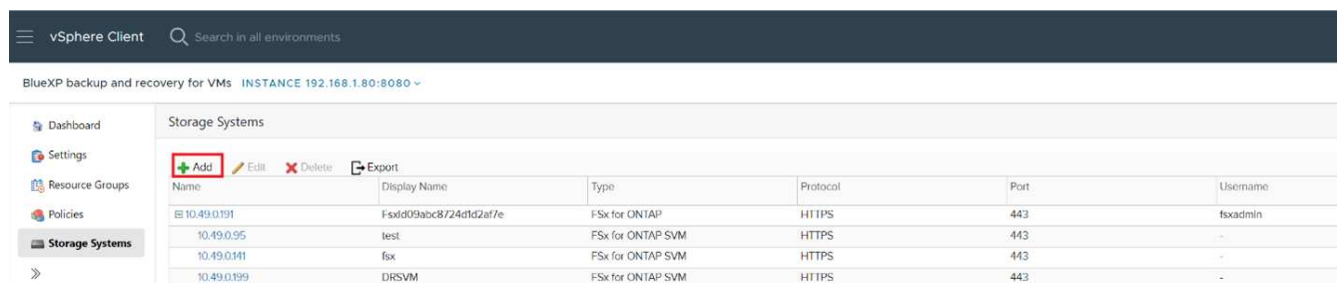 vSphere Client Search in all environments
BlueXP backup and recovery for VMs INSTANCE 192.168.1.80:8080
Dashboard
Settings
Resource Groups
Policies
Storage Systems
Storage Systems
Add Edit Delete Export
Name Display Name Type Protocol Port Username
10.49.0.191 FsxId09abc8724d1d2af7e FSx for ONTAP HTTPS 443 fsxadmin
10.49.0.95 test FSx for ONTAP SVM HTTPS 443 -
10.49.0.141 fsx FSx for ONTAP SVM HTTPS 443 -
10.49.0.199 DRSVM FSx for ONTAP SVM HTTPS 443 -